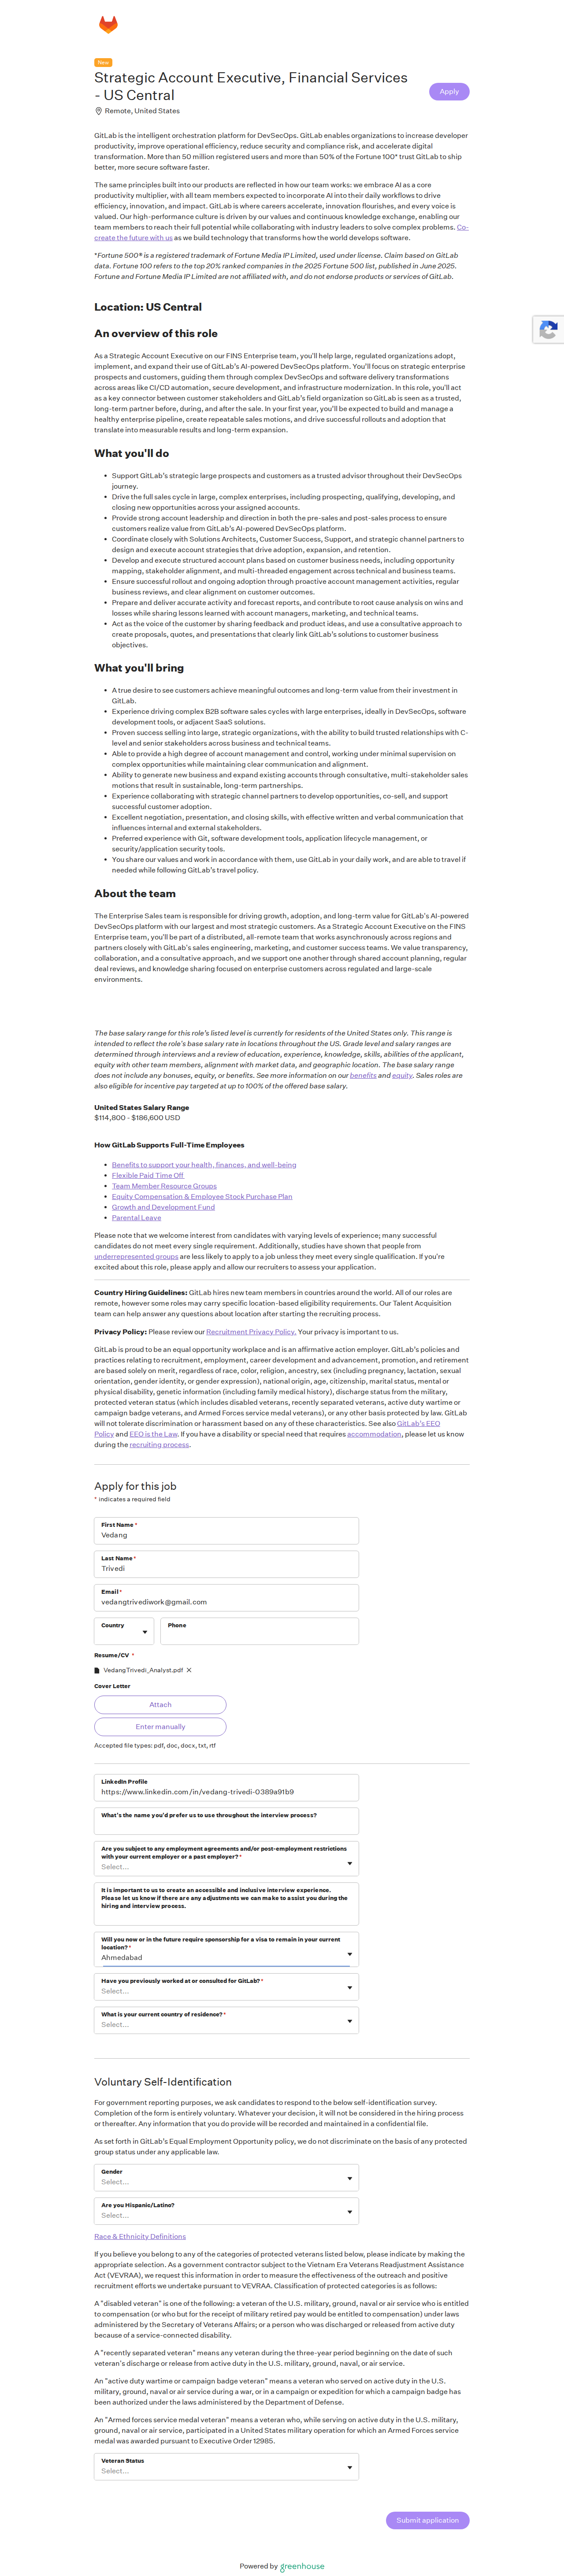 New
Strategic Account Executive, Financial Services
- US Central
Apply
Remote, United States
GitLab is the intelligent orchestration platform for DevSecOps. GitLab enables organizations to increase developer
productivity, improve operational efficiency, reduce security and compliance risk, and accelerate digital
transformation. More than 50 million registered users and more than 50% of the Fortune 100* trust GitLab to ship
better, more secure software faster.
The same principles built into our products are reflected in how our team works: we embrace AI as a core
productivity multiplier, with all team members expected to incorporate AI into their daily workflows to drive
efficiency, innovation, and impact. GitLab is where careers accelerate, innovation flourishes, and every voice is
valued. Our high-performance culture is driven by our values and continuous knowledge exchange, enabling our
team members to reach their full potential while collaborating with industry leaders to solve complex problems. Co-
create the future with us as we build technology that transforms how the world develops software.
*Fortune 500® is a registered trademark of Fortune Media IP Limited, used under license. Claim based on GitLab
data. Fortune 100 refers to the top 20% ranked companies in the 2025 Fortune 500 list, published in June 2025.
Fortune and Fortune Media IP Limited are not affiliated with, and do not endorse products or services of GitLab.
Location: US Central
An overview of this role
As a Strategic Account Executive on our FINS Enterprise team, you'll help large, regulated organizations adopt,
implement, and expand their use of GitLab's AI-powered DevSecOps platform. You'll focus on strategic enterprise
prospects and customers, guiding them through complex DevSecOps and software delivery transformations
across areas like CI/CD automation, secure development, and infrastructure modernization. In this role, you'll act
as a key connector between customer stakeholders and GitLab's field organization so GitLab is seen as a trusted,
long-term partner before, during, and after the sale. In your first year, you'll be expected to build and manage a
healthy enterprise pipeline, create repeatable sales motions, and drive successful rollouts and adoption that
translate into measurable results and long-term expansion.
What you'll do
• Support GitLab's strategic large prospects and customers as a trusted advisor throughout their DevSecOps
journey.
• Drive the full sales cycle in large, complex enterprises, including prospecting, qualifying, developing, and
closing new opportunities across your assigned accounts.
• Provide strong account leadership and direction in both the pre-sales and post-sales process to ensure
customers realize value from GitLab's AI-powered DevSecOps platform.
• Coordinate closely with Solutions Architects, Customer Success, Support, and strategic channel partners to
design and execute account strategies that drive adoption, expansion, and retention.
• Develop and execute structured account plans based on customer business needs, including opportunity
mapping, stakeholder alignment, and multi-threaded engagement across technical and business teams.
• Ensure successful rollout and ongoing adoption through proactive account management activities, regular
business reviews, and clear alignment on customer outcomes.
• Prepare and deliver accurate activity and forecast reports, and contribute to root cause analysis on wins and
losses while sharing lessons learned with account managers, marketing, and technical teams.
• Act as the voice of the customer by sharing feedback and product ideas, and use a consultative approach to
create proposals, quotes, and presentations that clearly link GitLab's solutions to customer business
objectives.
What you'll bring
• A true desire to see customers achieve meaningful outcomes and long-term value from their investment in
GitLab.
• Experience driving complex B2B software sales cycles with large enterprises, ideally in DevSecOps, software
development tools, or adjacent SaaS solutions.
• Proven success selling into large, strategic organizations, with the ability to build trusted relationships with C-
level and senior stakeholders across business and technical teams.
• Able to provide a high degree of account management and control, working under minimal supervision on
complex opportunities while maintaining clear communication and alignment.
• Ability to generate new business and expand existing accounts through consultative, multi-stakeholder sales
motions that result in sustainable, long-term partnerships.
• Experience collaborating with strategic channel partners to develop opportunities, co-sell, and support
successful customer adoption.
• Excellent negotiation, presentation, and closing skills, with effective written and verbal communication that
influences internal and external stakeholders.
• Preferred experience with Git, software development tools, application lifecycle management, or
security/application security tools.
• You share our values and work in accordance with them, use GitLab in your daily work, and are able to travel if
needed while following GitLab's travel policy.
About the team
The Enterprise Sales team is responsible for driving growth, adoption, and long-term value for GitLab's AI-powered
DevSecOps platform with our largest and most strategic customers. As a Strategic Account Executive on the FINS
Enterprise team, you'll be part of a distributed, all-remote team that works asynchronously across regions and
partners closely with GitLab's sales engineering, marketing, and customer success teams. We value transparency,
collaboration, and a consultative approach, and we support one another through shared account planning, regular
deal reviews, and knowledge sharing focused on enterprise customers across regulated and large-scale
environments.
The base salary range for this role's listed level is currently for residents of the United States only. This range is
intended to reflect the role's base salary rate in locations throughout the US. Grade level and salary ranges are
determined through interviews and a review of education, experience, knowledge, skills, abilities of the applicant,
equity with other team members, alignment with market data, and geographic location. The base salary range
does not include any bonuses, equity, or benefits. See more information on our benefits and equity. Sales roles are
also eligible for incentive pay targeted at up to 100% of the offered base salary.
United States Salary Range
$114,800 - $186,600 USD
How GitLab Supports Full-Time Employees
• Benefits to support your health, finances, and well-being
• Flexible Paid Time Off
• Team Member Resource Groups
• Equity Compensation & Employee Stock Purchase Plan
• Growth and Development Fund
• Parental Leave
Please note that we welcome interest from candidates with varying levels of experience; many successful
candidates do not meet every single requirement. Additionally, studies have shown that people from
underrepresented groups are less likely to apply to a job unless they meet every single qualification. If you're
excited about this role, please apply and allow our recruiters to assess your application.
Country Hiring Guidelines: GitLab hires new team members in countries around the world. All of our roles are
remote, however some roles may carry specific location-based eligibility requirements. Our Talent Acquisition
team can help answer any questions about location after starting the recruiting process.
Privacy Policy: Please review our Recruitment Privacy Policy. Your privacy is important to us.
GitLab is proud to be an equal opportunity workplace and is an affirmative action employer. GitLab's policies and
practices relating to recruitment, employment, career development and advancement, promotion, and retirement
are based solely on merit, regardless of race, color, religion, ancestry, sex (including pregnancy, lactation, sexual
orientation, gender identity, or gender expression), national origin, age, citizenship, marital status, mental or
physical disability, genetic information (including family medical history), discharge status from the military,
protected veteran status (which includes disabled veterans, recently separated veterans, active duty wartime or
campaign badge veterans, and Armed Forces service medal veterans), or any other basis protected by law. GitLab
will not tolerate discrimination or harassment based on any of these characteristics. See also GitLab's EEO
Policy and EEO is the Law. If you have a disability or special need that requires accommodation, please let us know
during the recruiting process.
Apply for this job
* indicates a required field
First Name *
Vedang
Last Name *
Trivedi
Email *
vedangtrivediwork@gmail.com
Country
Phone
Resume/CV *
VedangTrivedi_Analyst.pdf
Cover Letter
Attach
Enter manually
Accepted file types: pdf, doc, docx, txt, rtf
LinkedIn Profile
https://www.linkedin.com/in/vedang-trivedi-0389a91b9
What's the name you'd prefer us to use throughout the interview process?
Are you subject to any employment agreements and/or post-employment restrictions
with your current employer or a past employer? *
Select...
It is important to us to create an accessible and inclusive interview experience.
Please let us know if there are any adjustments we can make to assist you during the
hiring and interview process.
Will you now or in the future require sponsorship for a visa to remain in your current
location? *
Ahmedabad
Have you previously worked at or consulted for GitLab? *
Select...
What is your current country of residence? *
Select...
Voluntary Self-Identification
For government reporting purposes, we ask candidates to respond to the below self-identification survey.
Completion of the form is entirely voluntary. Whatever your decision, it will not be considered in the hiring process
or thereafter. Any information that you do provide will be recorded and maintained in a confidential file.
As set forth in GitLab's Equal Employment Opportunity policy, we do not discriminate on the basis of any protected
group status under any applicable law.
Gender
Select...
Are you Hispanic/Latino?
Select...
Race & Ethnicity Definitions
If you believe you belong to any of the categories of protected veterans listed below, please indicate by making the
appropriate selection. As a government contractor subject to the Vietnam Era Veterans Readjustment Assistance
Act (VEVRAA), we request this information in order to measure the effectiveness of the outreach and positive
recruitment efforts we undertake pursuant to VEVRAA. Classification of protected categories is as follows:
A "disabled veteran" is one of the following: a veteran of the U.S. military, ground, naval or air service who is entitled
to compensation (or who but for the receipt of military retired pay would be entitled to compensation) under laws
administered by the Secretary of Veterans Affairs; or a person who was discharged or released from active duty
because of a service-connected disability.
A "recently separated veteran" means any veteran during the three-year period beginning on the date of such
veteran's discharge or release from active duty in the U.S. military, ground, naval, or air service.
An "active duty wartime or campaign badge veteran" means a veteran who served on active duty in the U.S.
military, ground, naval or air service during a war, or in a campaign or expedition for which a campaign badge has
been authorized under the laws administered by the Department of Defense.
An "Armed forces service medal veteran" means a veteran who, while serving on active duty in the U.S. military,
ground, naval or air service, participated in a United States military operation for which an Armed Forces service
medal was awarded pursuant to Executive Order 12985.
Veteran Status
Select...
Submit application
Powered by greenhouse